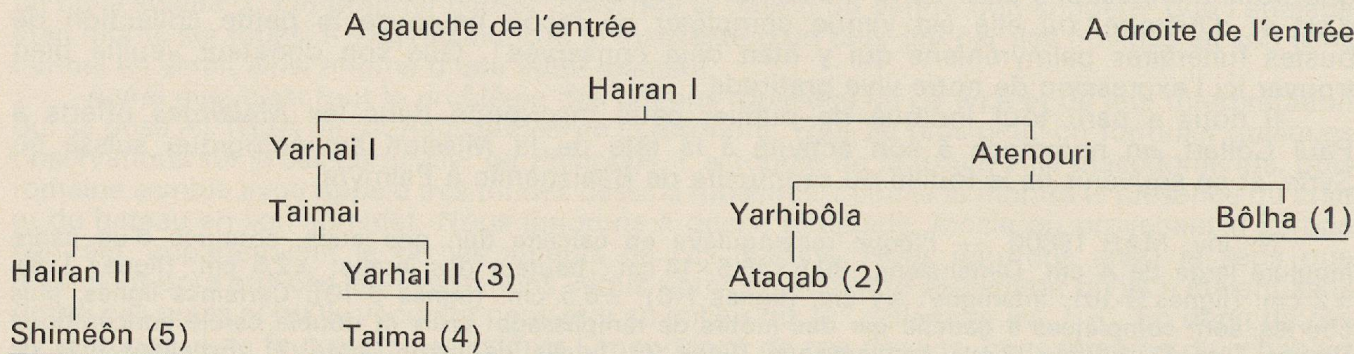 A gauche de l'entrée A droite de l'entrée
Hairan I
Yarhai I Atenouri
Taimai Yarhibôla Bôlha (1)
Hairan II Yarhai II (3) Ataqab (2)
Shiméôn (5) Taima (4)